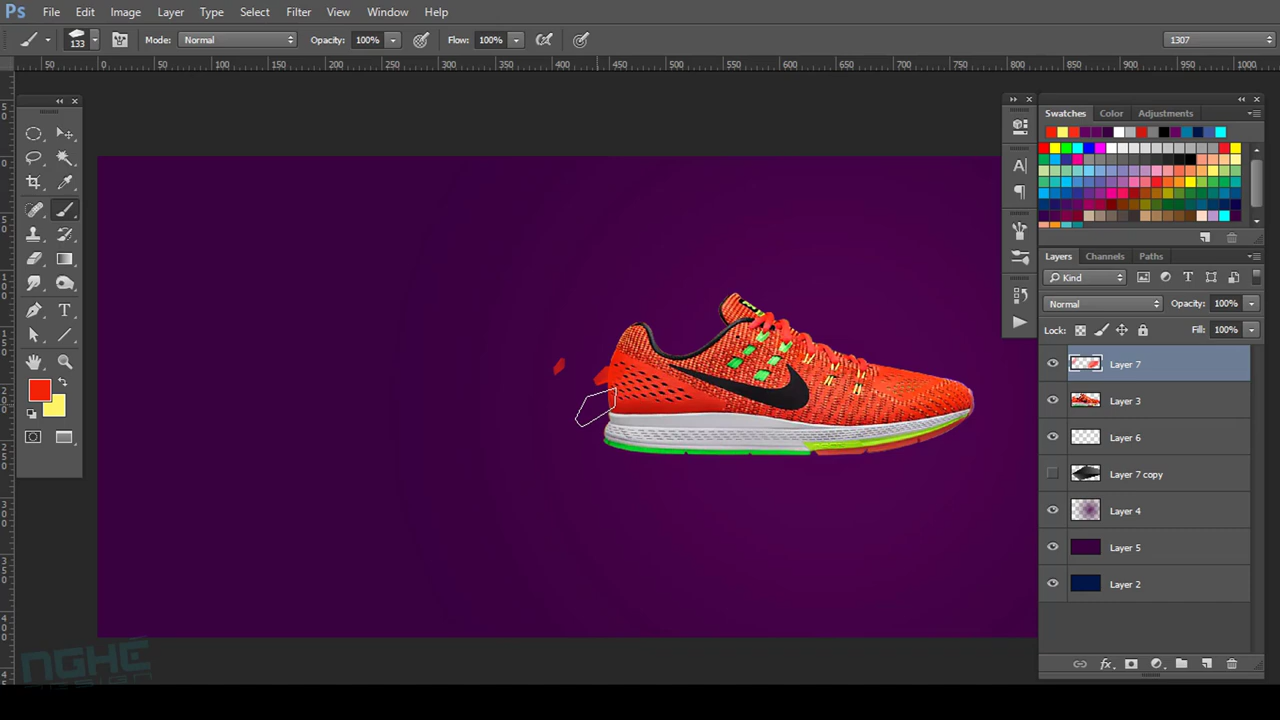 Ps File Edit Image Layer Type Select Filter View Window Help
133 Mode: Normal Opacity: 100% Flow: 100% 1307
50 0 50 100 150 200 250 300 350 400 450 500 550 600 650 700 750 800 850 900 950 1000
Swatches Color Adjustments
Layers Channels Paths
Kind
Normal Opacity: 100%
Lock: Fill: 100%
Layer 7
Layer 3
Layer 6
Layer 7 copy
Layer 4
Layer 5
Layer 2
NGHÉ
DESIGN